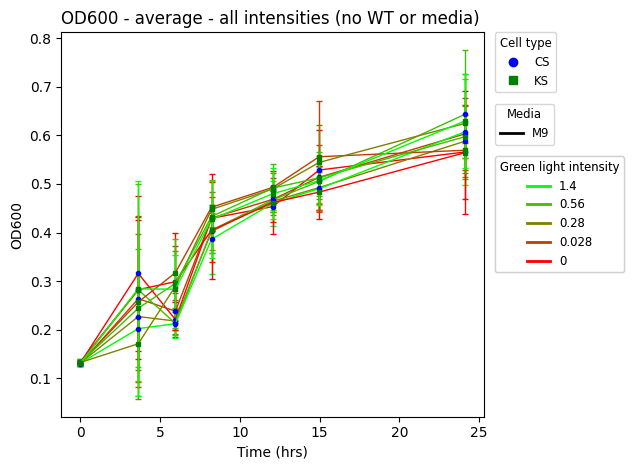 OD600 - average - all intensities (no WT or media)
0.8
0.7
0.6
0.5
0.4
0.3
0.2
0.1
OD600
0 5 10 15 20 25
Time (hrs)
Cell type
CS
KS
Media
M9
Green light intensity
1.4
0.56
0.28
0.028
0